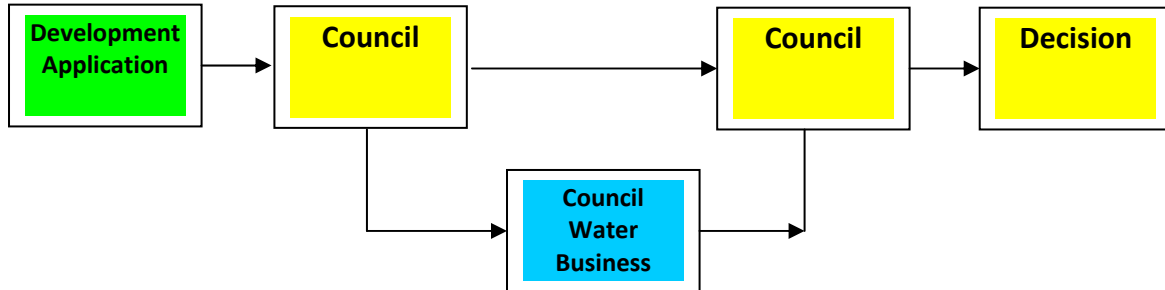 Development
Application
Council
Council
Decision
Council
Water
Business